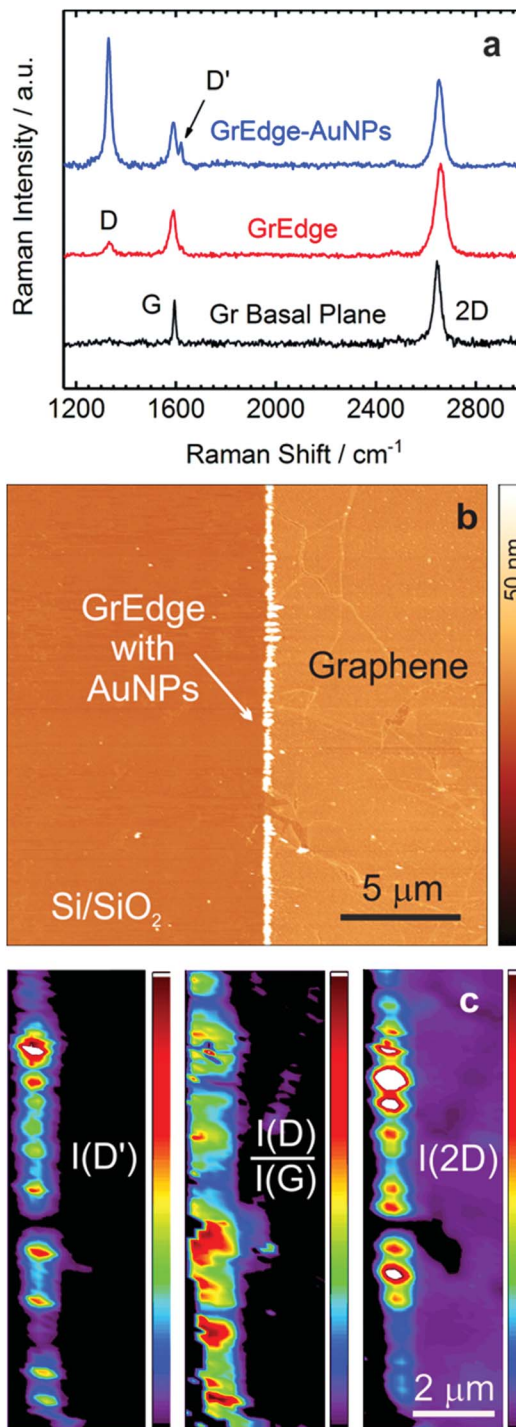 a
D'
GrEdge-AuNPs
D
GrEdge
G
Gr Basal Plane
2D
Raman Intensity / a.u.
1200 1600 2000 2400 2800
Raman Shift / cm⁻¹
b
50 nm
GrEdge
with
AuNPs
Graphene
Si/SiO₂
5 μm
c
I(D')
I(D)
I(G)
I(2D)
2 μm